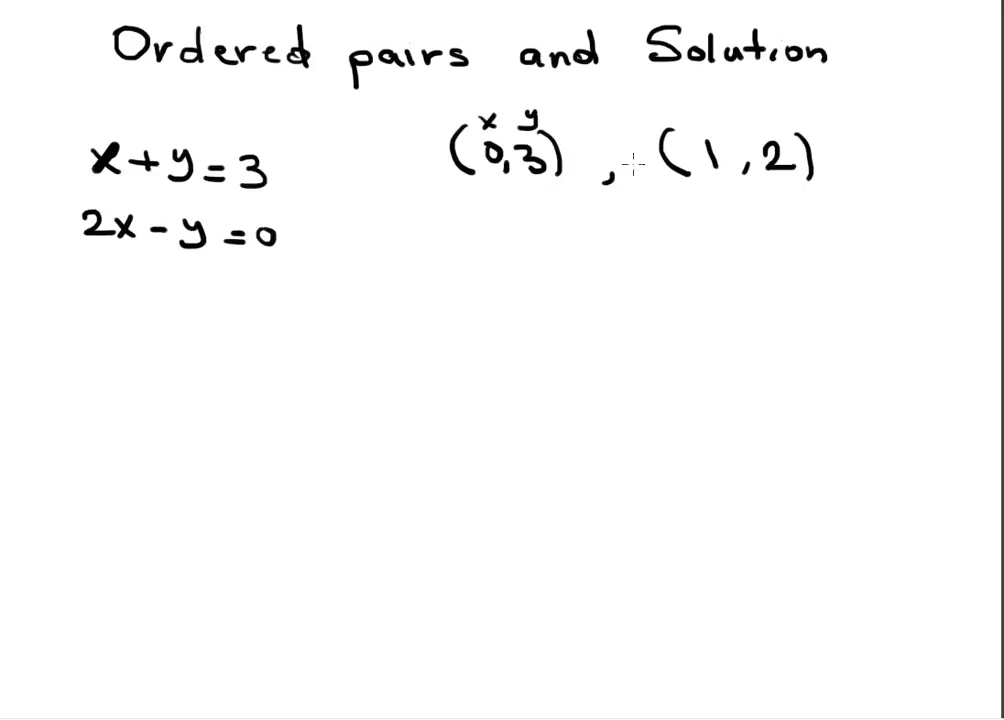 Ordered pairs and Solution
x y
x + y = 3 (0,3) , (1,2)
2x - y = 0